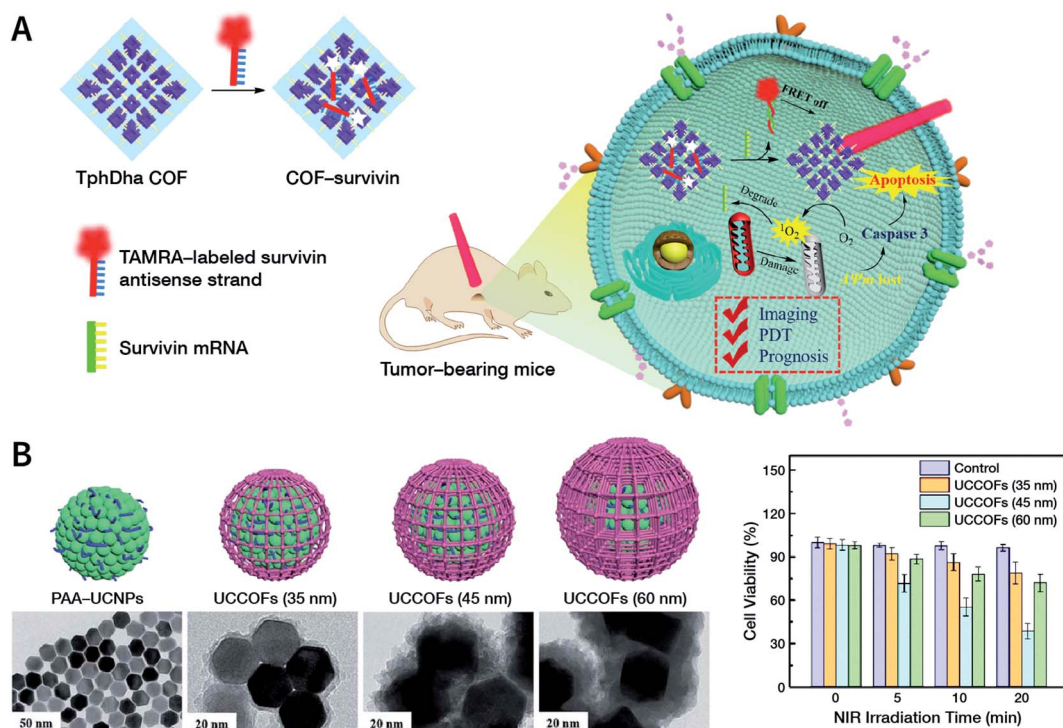 A
TphDha COF
COF–survivin
TAMRA–labeled survivin
antisense strand
Survivin mRNA
Tumor–bearing mice
FRET off
Apoptosis
Degrade
¹O₂
O₂
Caspase 3
Damage
ΔΨm lost
Imaging
PDT
Prognosis
B
PAA–UCNPs
UCCOFs (35 nm)
UCCOFs (45 nm)
UCCOFs (60 nm)
50 nm
20 nm
20 nm
20 nm
Cell Viability (%)
150
120
90
60
30
0
Control
UCCOFs (35 nm)
UCCOFs (45 nm)
UCCOFs (60 nm)
0 5 10 20
NIR Irradiation Time (min)